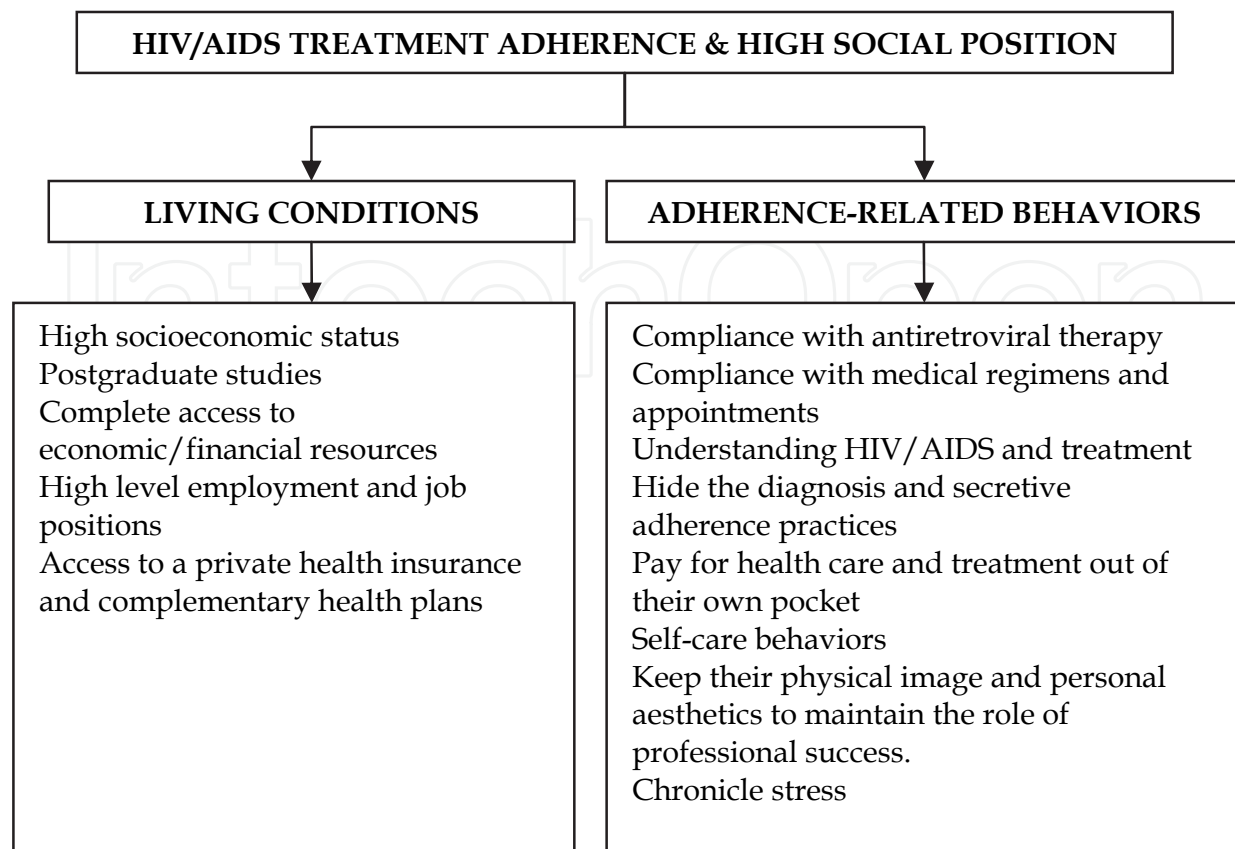 HIV/AIDS TREATMENT ADHERENCE & HIGH SOCIAL POSITION
LIVING CONDITIONS
High socioeconomic status
Postgraduate studies
Complete access to
economic/financial resources
High level employment and job
positions
Access to a private health insurance
and complementary health plans
ADHERENCE-RELATED BEHAVIORS
Compliance with antiretroviral therapy
Compliance with medical regimens and
appointments
Understanding HIV/AIDS and treatment
Hide the diagnosis and secretive
adherence practices
Pay for health care and treatment out of
their own pocket
Self-care behaviors
Keep their physical image and personal
aesthetics to maintain the role of
professional success.
Chronicle stress
IntechOpen